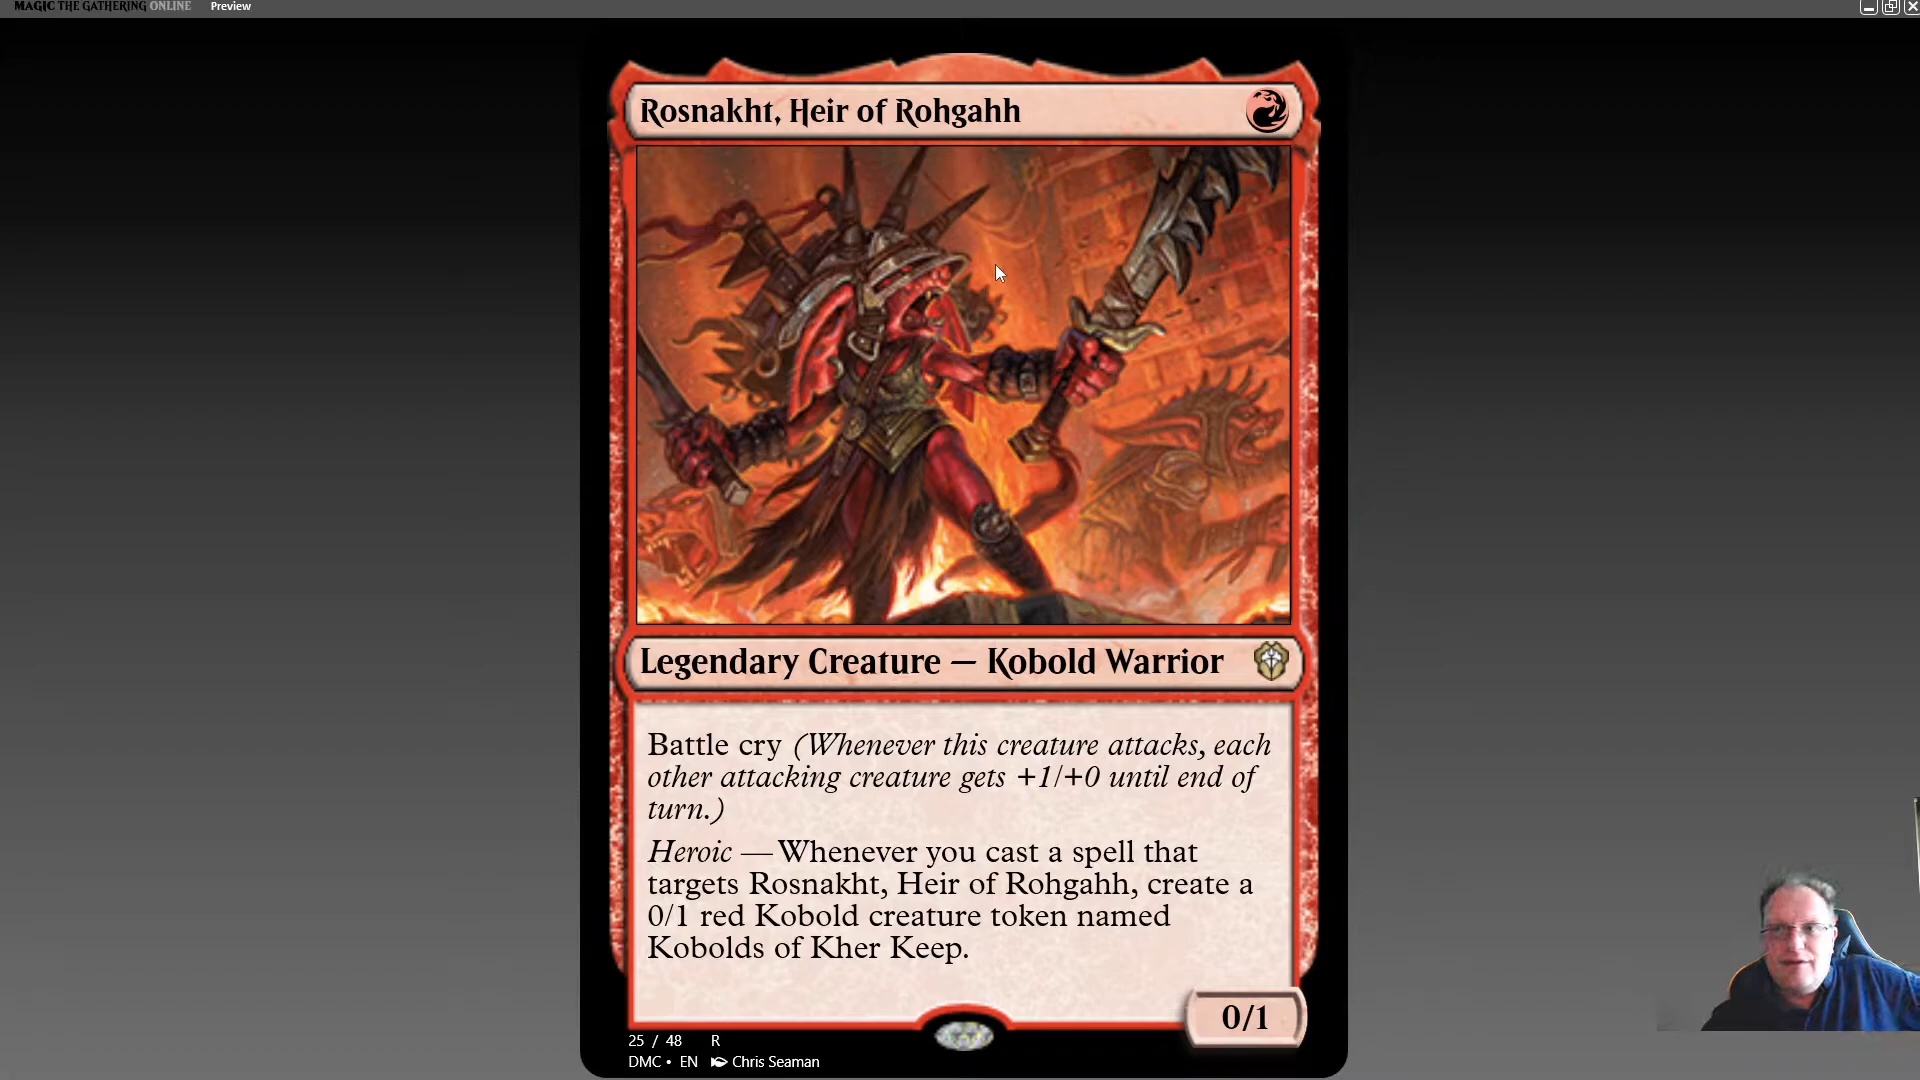 MAGIC THE GATHERING ONLINE Preview
Rosnakht, Heir of Rohgahh
Legendary Creature — Kobold Warrior
Battle cry (Whenever this creature attacks, each
other attacking creature gets +1/+0 until end of
turn.)
Heroic — Whenever you cast a spell that
targets Rosnakht, Heir of Rohgahh, create a
0/1 red Kobold creature token named
Kobolds of Kher Keep.
0/1
25 / 48 R
DMC • EN Chris Seaman